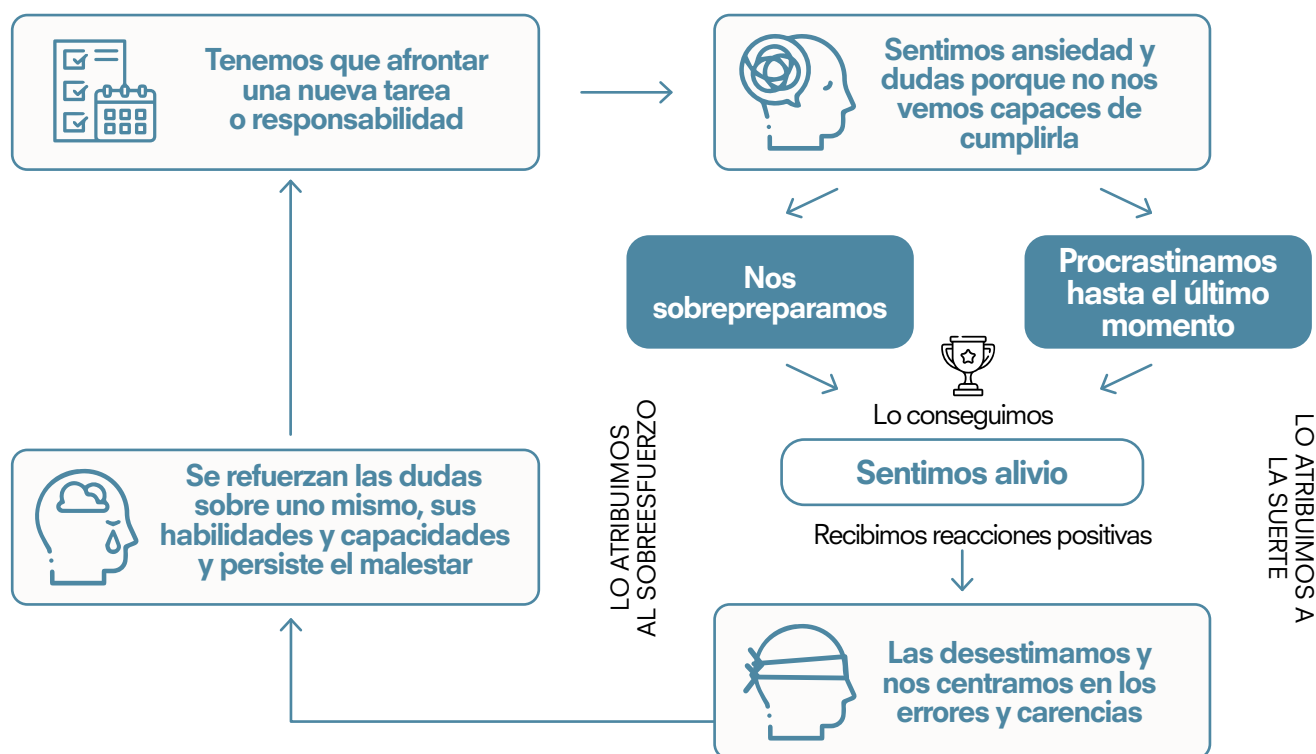 Tenemos que afrontar
una nueva tarea
o responsabilidad
Sentimos ansiedad y
dudas porque no nos
vemos capaces de
cumplirla
Nos
sobrepreparamos
Procrastinamos
hasta el último
momento
Lo conseguimos
Sentimos alivio
Recibimos reacciones positivas
LO ATRIBUIMOS
AL SOBREESFUERZO
LO ATRIBUIMOS A
LA SUERTE
Las desestimamos y
nos centramos en los
errores y carencias
Se refuerzan las dudas
sobre uno mismo, sus
habilidades y capacidades
y persiste el malestar